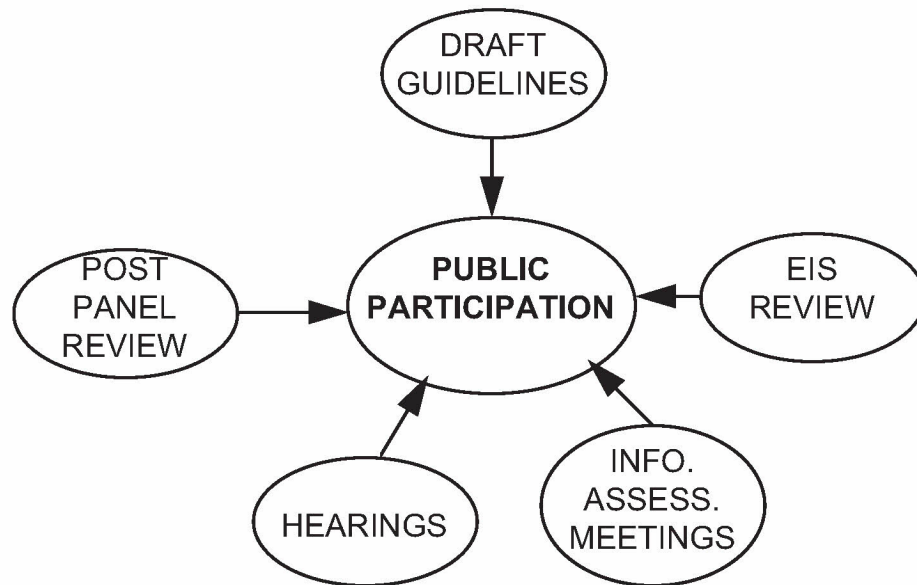 DRAFT
GUIDELINES
PUBLIC
PARTICIPATION
POST
PANEL
REVIEW
EIS
REVIEW
HEARINGS
INFO.
ASSESS.
MEETINGS